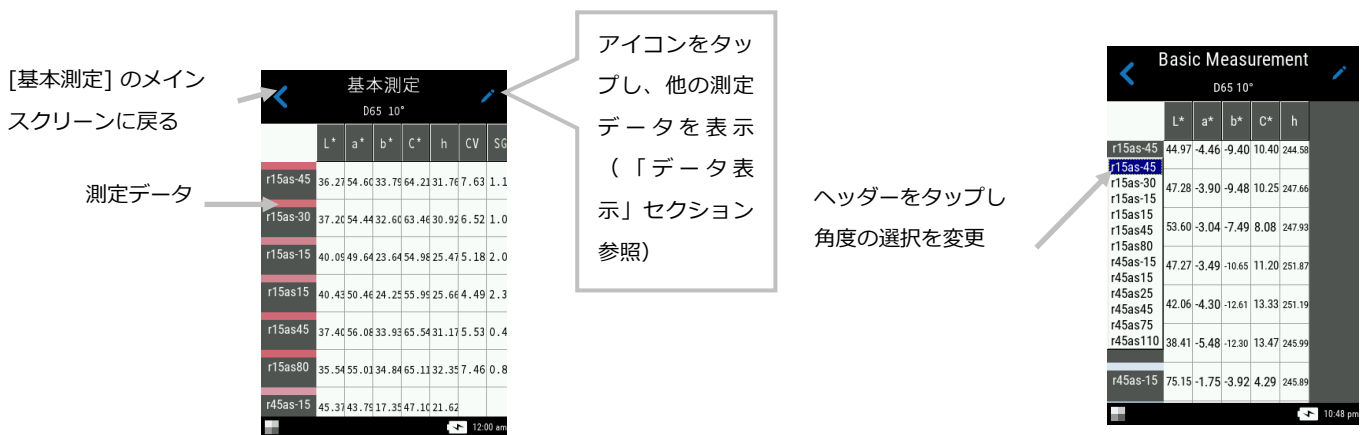 [基本測定] のメイン
スクリーンに戻る
測定データ
基本測定
D65 10°
L* a* b* C* h CV SG
r15as-45 36.27 54.60 33.79 64.21 31.76 7.63 1.1
r15as-30 37.20 54.44 32.60 63.46 30.92 6.52 1.0
r15as-15 40.09 49.64 23.64 54.98 25.47 5.18 2.0
r15as15 40.43 50.46 24.25 55.99 25.66 4.49 2.3
r15as45 37.40 56.08 33.93 65.54 31.17 5.53 0.4
r15as80 35.54 55.01 34.84 65.11 32.35 7.46 0.8
r45as-15 45.37 43.79 17.35 47.10 21.62
12:00 am
アイコンをタッ
プし、他の測定
データを表示
(「データ表
示」セクション
参照)
ヘッダーをタップし
角度の選択を変更
Basic Measurement
D65 10°
L* a* b* C* h
r15as-45 44.97 -4.46 -9.40 10.40 244.58
r15as-45
r15as-30
r15as-15
r15as15
r15as45
r15as80
r45as-15
r45as15
r45as25
r45as45
r45as75
r45as110
47.28 -3.90 -9.48 10.25 247.66
53.60 -3.04 -7.49 8.08 247.93
47.27 -3.49 -10.65 11.20 251.87
42.06 -4.30 -12.61 13.33 251.19
38.41 -5.48 -12.30 13.47 245.99
r45as-15 75.15 -1.75 -3.92 4.29 245.89
10:48 pm